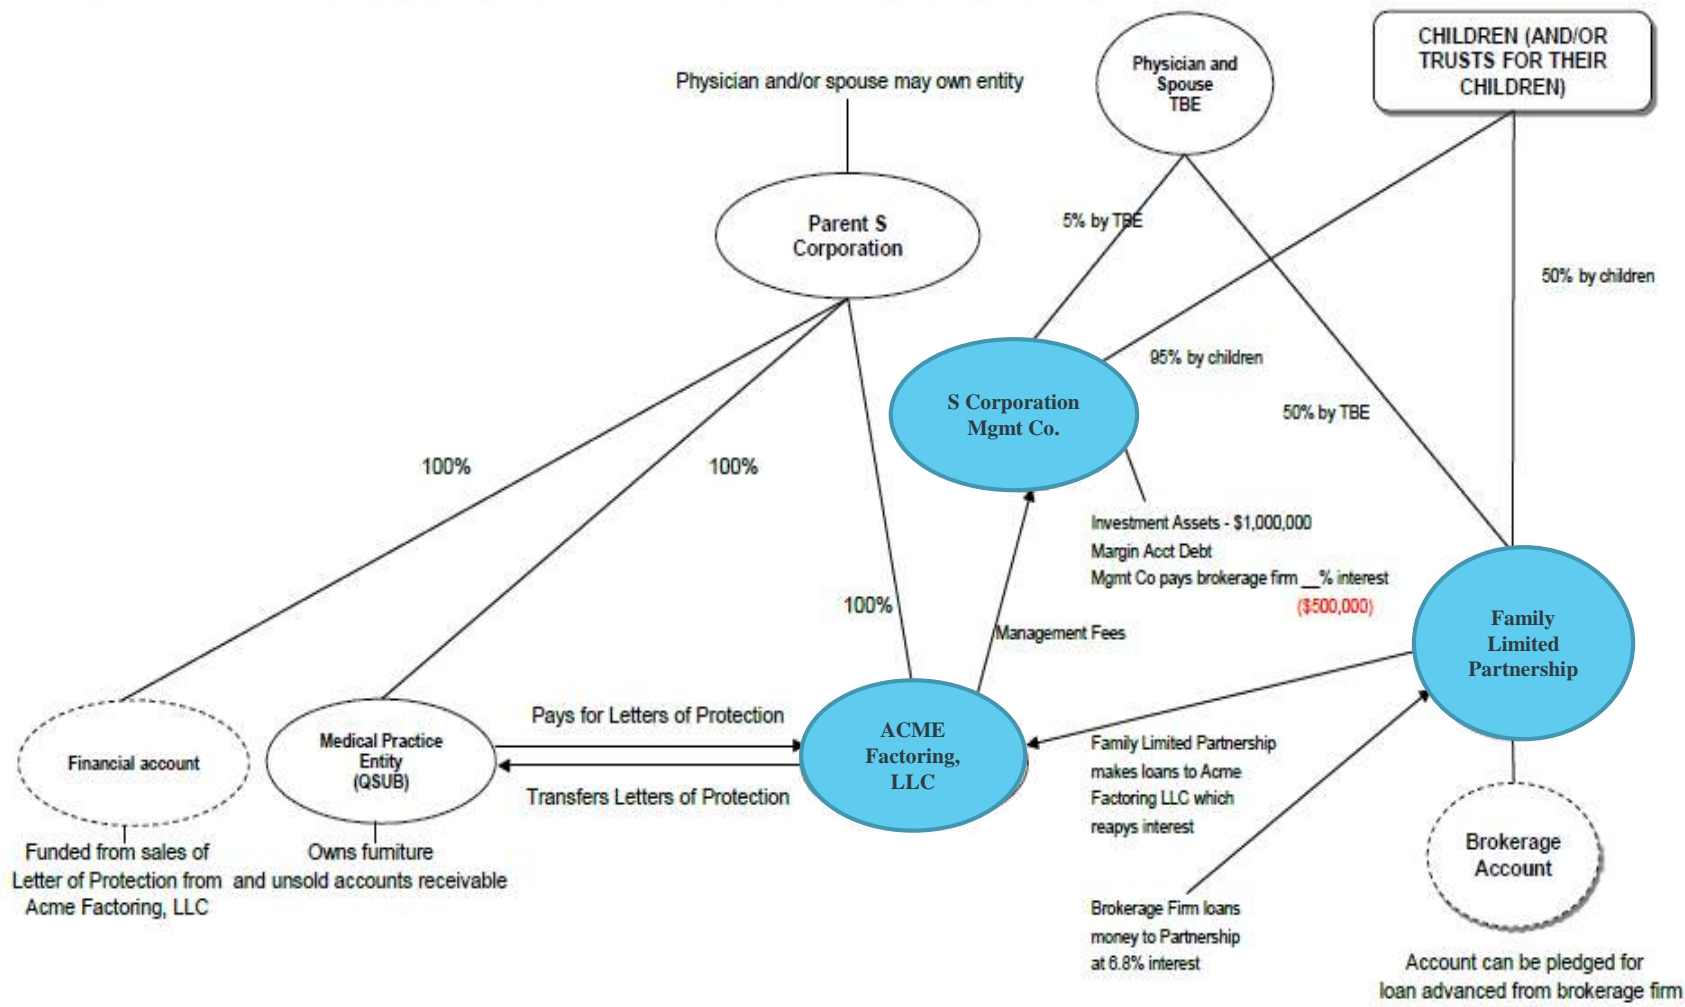 Physician and/or spouse may own entity
Physician and
Spouse
TBE
CHILDREN (AND/OR
TRUSTS FOR THEIR
CHILDREN)
Parent S
Corporation
5% by TBE
50% by children
95% by children
S Corporation
Mgmt Co.
50% by TBE
100%
100%
Investment Assets - $1,000,000
Margin Acct Debt
Mgmt Co pays brokerage firm __% interest
($500,000)
100%
Management Fees
Family
Limited
Partnership
Financial account
Medical Practice
Entity
(QSUB)
Pays for Letters of Protection
Transfers Letters of Protection
ACME
Factoring,
LLC
Family Limited Partnership
makes loans to Acme
Factoring LLC which
reapys interest
Brokerage
Account
Funded from sales of
Letter of Protection from
Acme Factoring, LLC
Owns furniture
and unsold accounts receivable
Brokerage Firm loans
money to Partnership
at 6.8% interest
Account can be pledged for
loan advanced from brokerage firm